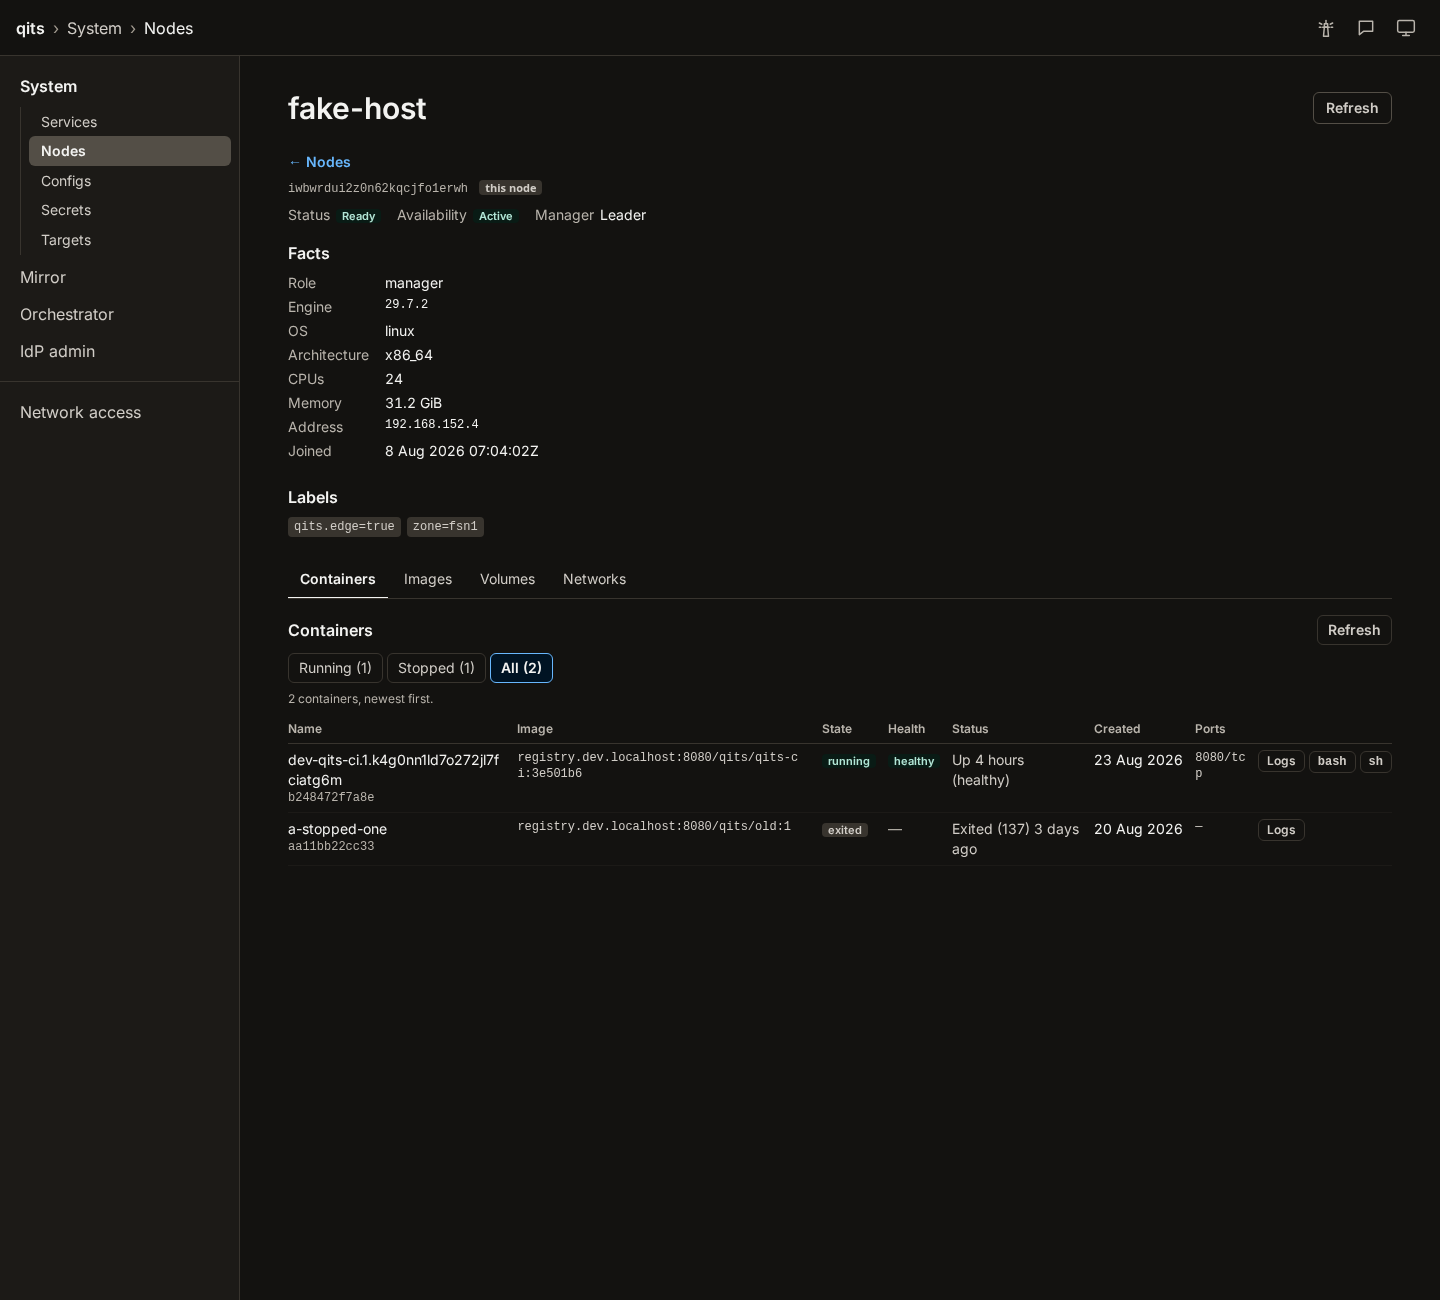 qits › System › Nodes
System
Services
Nodes
Configs
Secrets
Targets
Mirror
Orchestrator
IdP admin
Network access
fake-host
Refresh
← Nodes
iwbwrdui2z0n62kqcjfo1erwh this node
Status Ready Availability Active Manager Leader
Facts
Role manager
Engine 29.7.2
OS linux
Architecture x86_64
CPUs 24
Memory 31.2 GiB
Address 192.168.152.4
Joined 8 Aug 2026 07:04:02Z
Labels
qits.edge=true zone=fsn1
Containers Images Volumes Networks
Containers
Refresh
Running (1) Stopped (1) All (2)
2 containers, newest first.
Name Image State Health Status Created Ports
dev-qits-ci.1.k4g0nn1ld7o272jl7f registry.dev.localhost:8080/qits/qits-c running healthy Up 4 hours 23 Aug 2026 8080/tc Logs bash sh
ciatg6m i:3e501b6 (healthy) p
b248472f7a8e
a-stopped-one registry.dev.localhost:8080/qits/old:1 exited — Exited (137) 3 days 20 Aug 2026 — Logs
aa11bb22cc33 ago